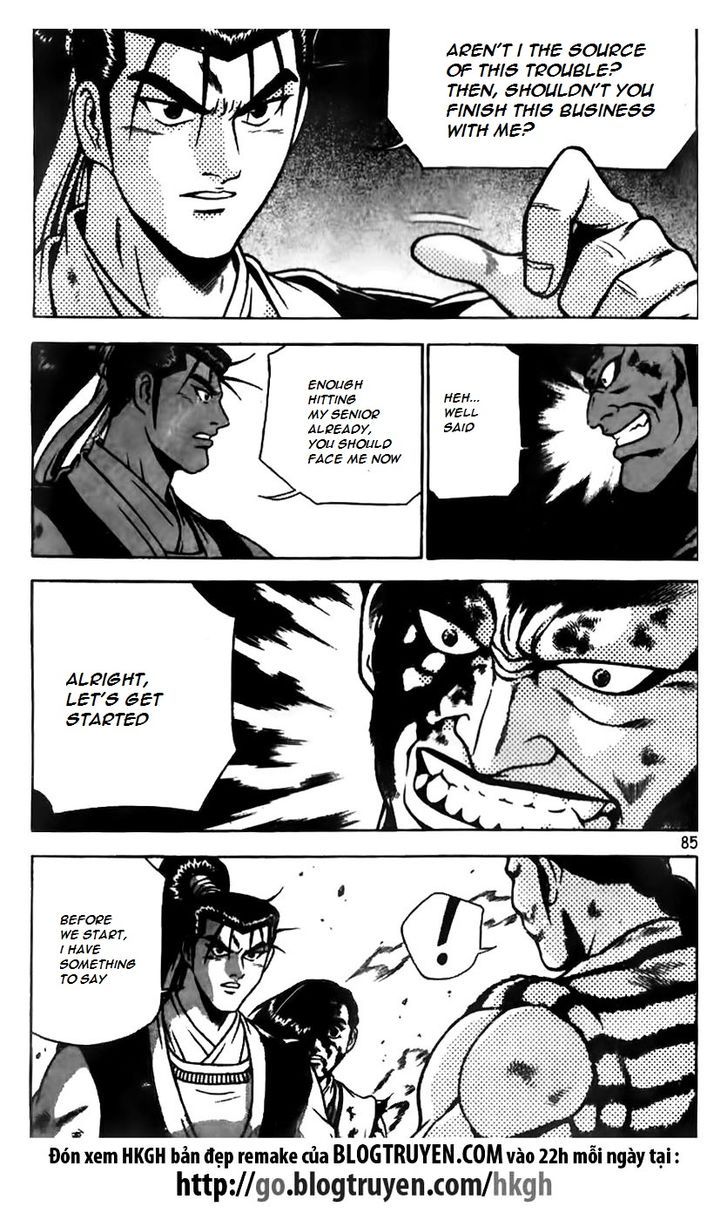 AREN'T I THE SOURCE
OF THIS TROUBLE?
THEN, SHOULDN'T YOU
FINISH THIS BUSINESS
WITH ME?
ENOUGH
HITTING
MY SENIOR
ALREADY,
YOU SHOULD
FACE ME NOW
HEH...
WELL
SAID
ALRIGHT,
LET'S GET
STARTED
85
BEFORE
WE START,
I HAVE
SOMETHING
TO SAY
!
Đón xem HKGH bản đẹp remake của BLOGTRUYEN.COM vào 22h mỗi ngày tại :
http://go.blogtruyen.com/hkgh